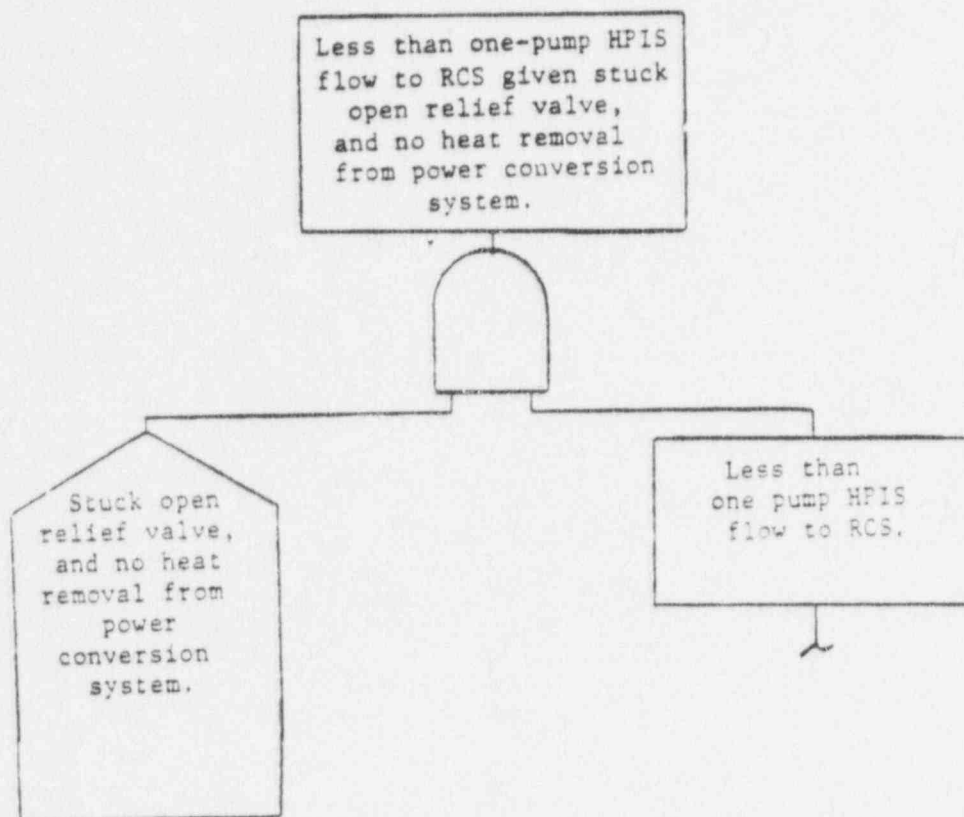 Less than one-pump HPIS
flow to RCS given stuck
open relief valve,
and no heat removal
from power conversion
system.
Stuck open
relief valve,
and no heat
removal from
power
conversion
system.
Less than
one pump HPIS
flow to RCS.